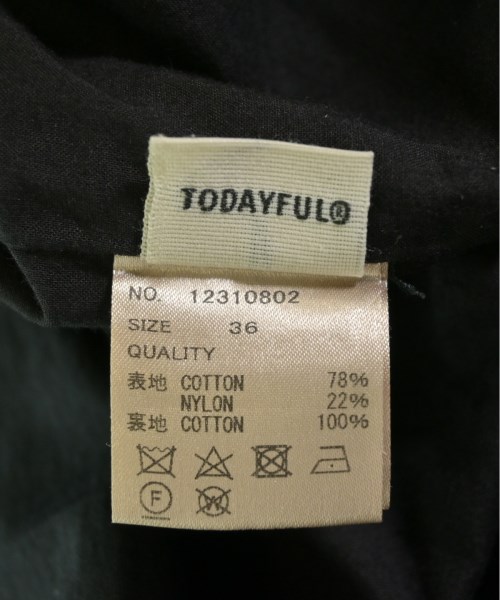 TODAYFUL®
NO. 12310802
SIZE 36
QUALITY
表地 COTTON 78%
NYLON 22%
裏地 COTTON 100%
F W